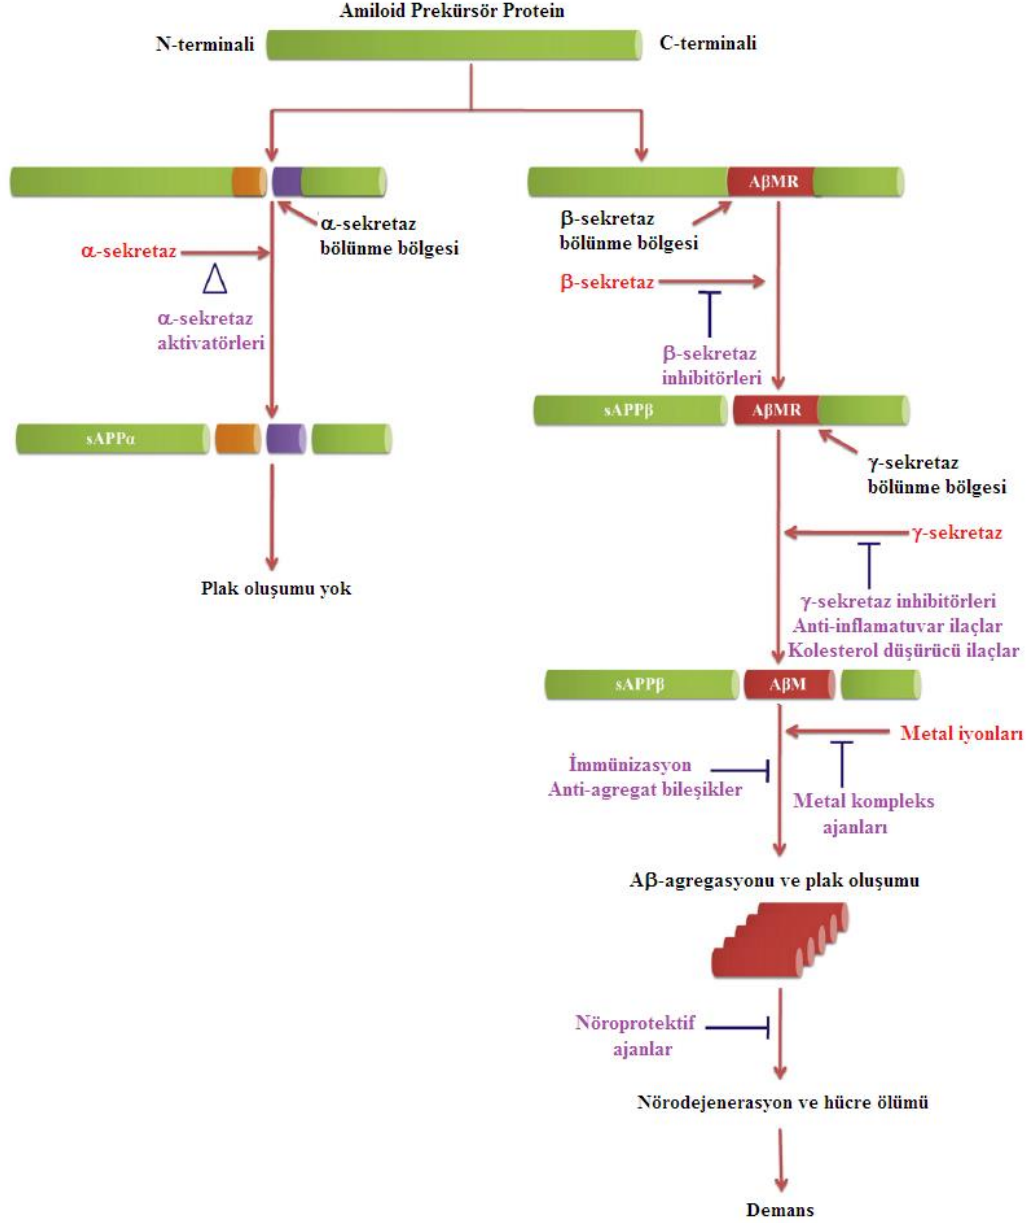 Amiloid Prekürsör Protein
N-terminali
C-terminali
AβMR
α-sekretaz
bölünme bölgesi
β-sekretaz
bölünme bölgesi
α-sekretaz
β-sekretaz
α-sekretaz
aktivatörleri
β-sekretaz
inhibitörleri
sAPPα
sAPPβ
AβMR
γ-sekretaz
bölünme bölgesi
γ-sekretaz
Plak oluşumu yok
γ-sekretaz inhibitörleri
Anti-inflamatuvar ilaçlar
Kolesterol düşürücü ilaçlar
sAPPβ
AβM
Metal iyonları
İmmünizasyon
Anti-agregat bileşikler
Metal kompleks
ajanları
Aβ-agregasyonu ve plak oluşumu
Nöroprotektif
ajanlar
Nörodejenerasyon ve hücre ölümü
Demans